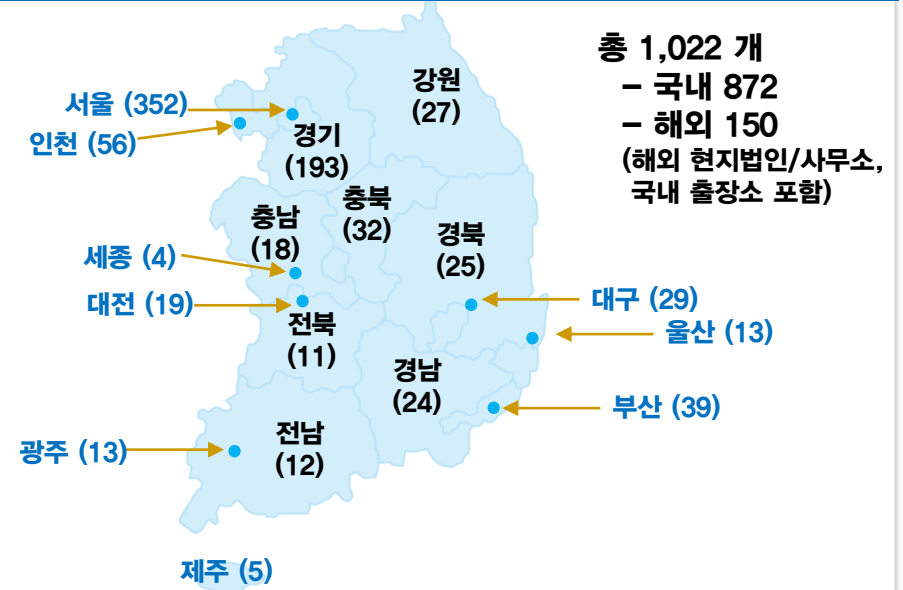 총 1,022 개
– 국내 872
– 해외 150
(해외 현지법인/사무소,
국내 출장소 포함)
강원
(27)
서울 (352)
인천 (56)
경기
(193)
충북
(32)
충남
(18)
경북
(25)
세종 (4)
대전 (19)
대구 (29)
전북
(11)
울산 (13)
경남
(24)
부산 (39)
전남
(12)
광주 (13)
제주 (5)